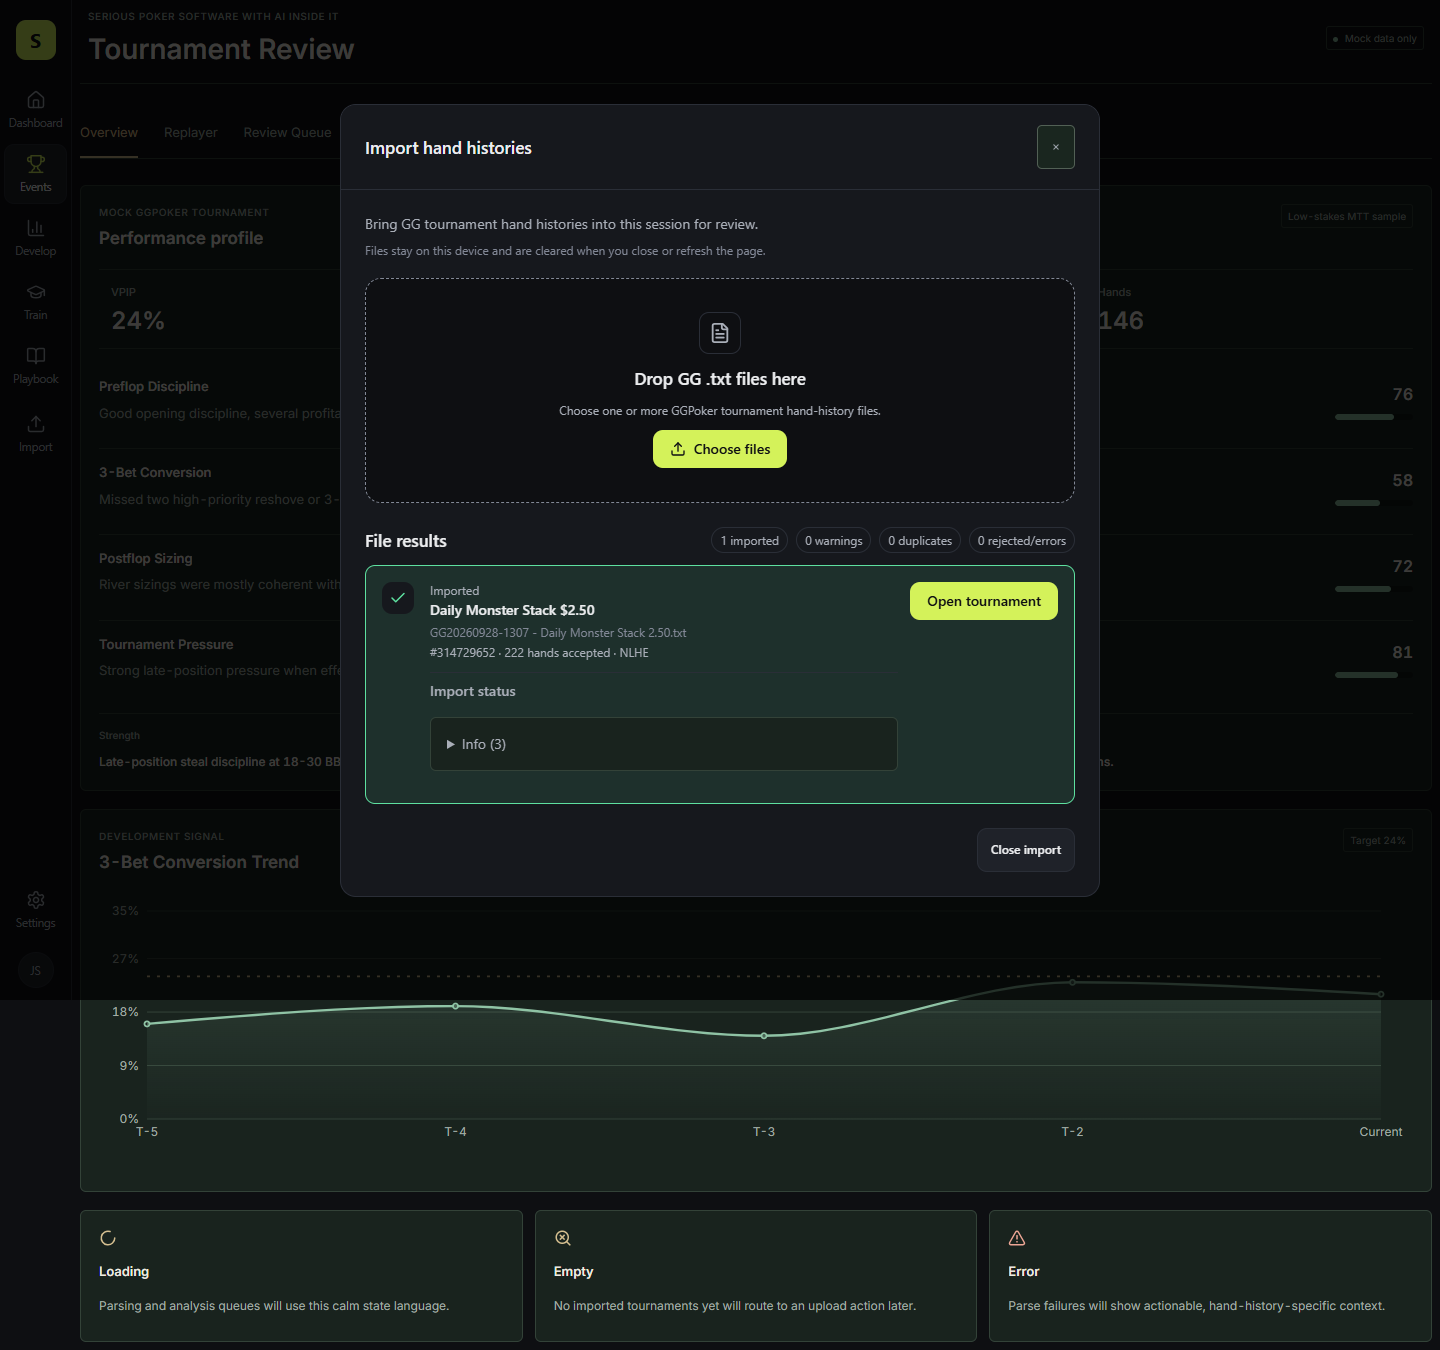 SERIOUS POKER SOFTWARE WITH AI INSIDE IT
Tournament Review
Mock data only
S
Dashboard
Events
Develop
Train
Playbook
Import
Settings
JS
Overview
Replayer
Review Queue
MOCK GGPOKER TOURNAMENT
Performance profile
Low-stakes MTT sample
VPIP
24%
Hands
146
Preflop Discipline
Good opening discipline, several profita
76
3-Bet Conversion
Missed two high-priority reshove or 3-
58
Postflop Sizing
River sizings were mostly coherent with
72
Tournament Pressure
Strong late-position pressure when effe
81
Strength
Late-position steal discipline at 18-30 BB
ns.
Import hand histories
×
Bring GG tournament hand histories into this session for review.
Files stay on this device and are cleared when you close or refresh the page.
Drop GG .txt files here
Choose one or more GGPoker tournament hand-history files.
Choose files
File results
1 imported
0 warnings
0 duplicates
0 rejected/errors
Imported
Daily Monster Stack $2.50
GG20260928-1307 - Daily Monster Stack 2.50.txt
#314729652 · 222 hands accepted · NLHE
Open tournament
Import status
Info (3)
Close import
DEVELOPMENT SIGNAL
3-Bet Conversion Trend
Target 24%
35%
27%
18%
9%
0%
T-5
T-4
T-3
T-2
Current
Loading
Parsing and analysis queues will use this calm state language.
Empty
No imported tournaments yet will route to an upload action later.
Error
Parse failures will show actionable, hand-history-specific context.